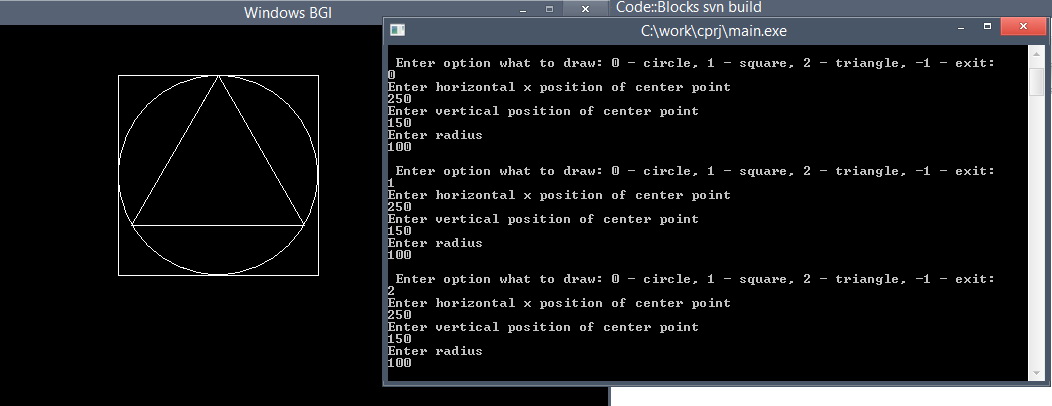 Windows BGI
Code::Blocks svn build
C:\work\cprj\main.exe
Enter option what to draw: 0 - circle, 1 - square, 2 - triangle, -1 - exit:
0
Enter horizontal x position of center point
250
Enter vertical position of center point
150
Enter radius
100
Enter option what to draw: 0 - circle, 1 - square, 2 - triangle, -1 - exit:
1
Enter horizontal x position of center point
250
Enter vertical position of center point
150
Enter radius
100
Enter option what to draw: 0 - circle, 1 - square, 2 - triangle, -1 - exit:
2
Enter horizontal x position of center point
250
Enter vertical position of center point
150
Enter radius
100